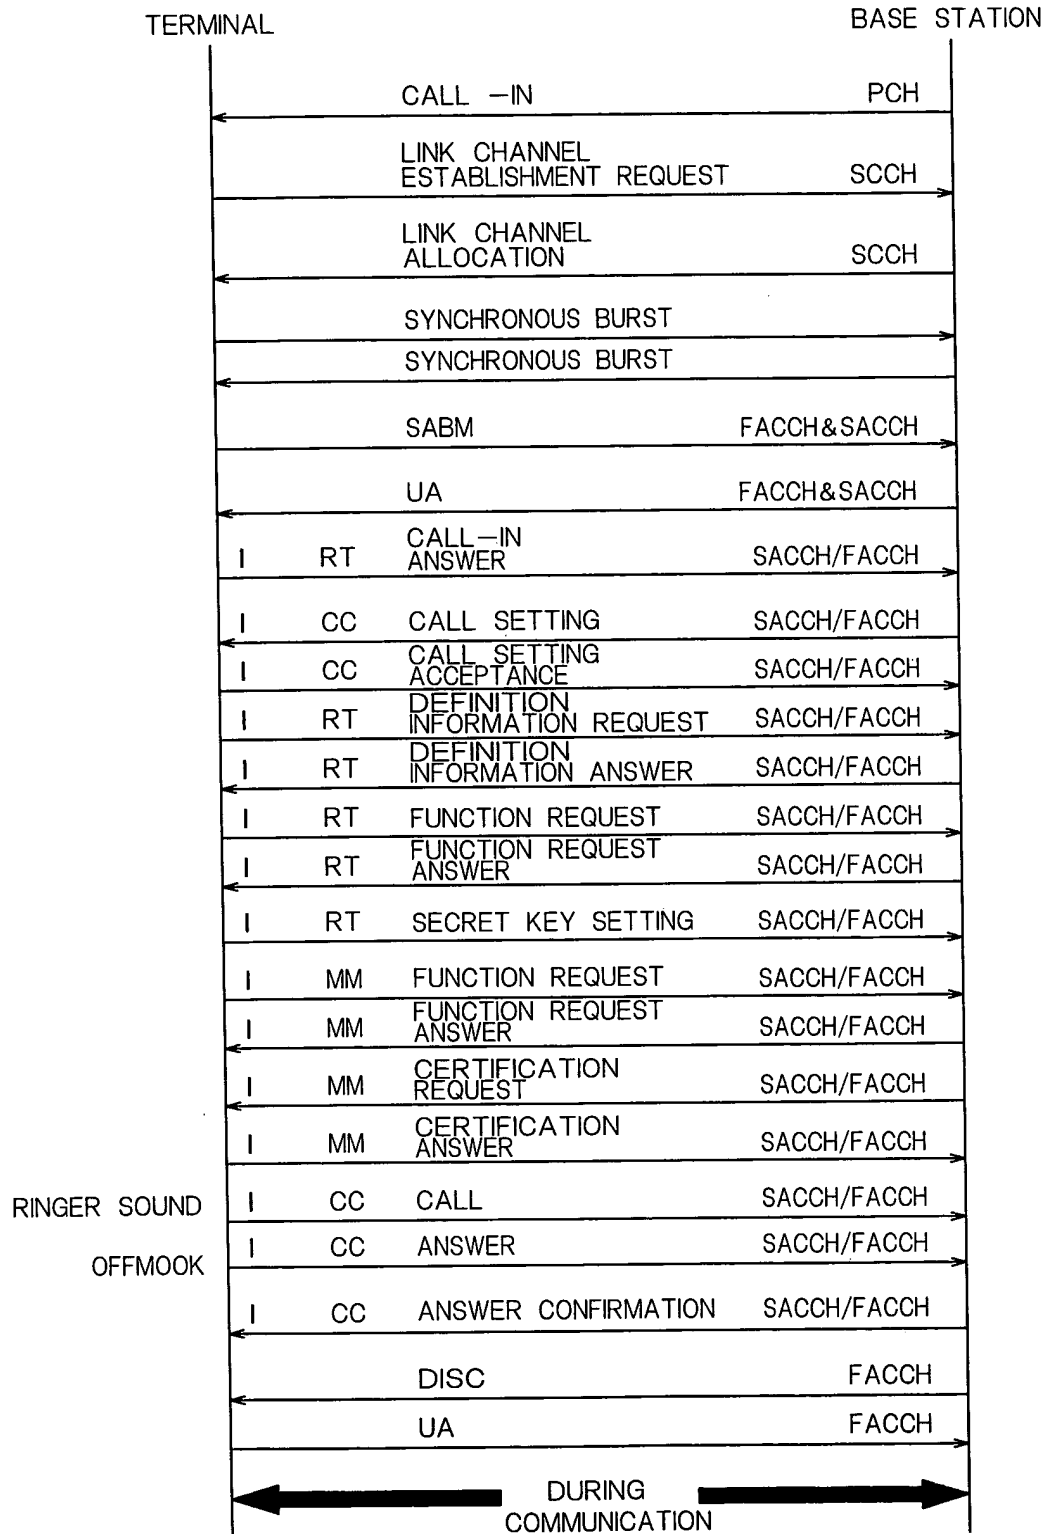 TERMINAL BASE STATION
CALL -IN PCH
LINK CHANNEL
ESTABLISHMENT REQUEST SCCH
LINK CHANNEL
ALLOCATION SCCH
SYNCHRONOUS BURST
SYNCHRONOUS BURST
SABM FACCH&SACCH
UA FACCH&SACCH
CALL-IN
I RT ANSWER SACCH/FACCH
I CC CALL SETTING SACCH/FACCH
CALL SETTING
I CC ACCEPTANCE SACCH/FACCH
DEFINITION
I RT INFORMATION REQUEST SACCH/FACCH
DEFINITION
I RT INFORMATION ANSWER SACCH/FACCH
I RT FUNCTION REQUEST SACCH/FACCH
FUNCTION REQUEST
I RT ANSWER SACCH/FACCH
I RT SECRET KEY SETTING SACCH/FACCH
I MM FUNCTION REQUEST SACCH/FACCH
FUNCTION REQUEST
I MM ANSWER SACCH/FACCH
CERTIFICATION
I MM REQUEST SACCH/FACCH
CERTIFICATION
I MM ANSWER SACCH/FACCH
RINGER SOUND I CC CALL SACCH/FACCH
I CC ANSWER SACCH/FACCH
OFFMOOK
I CC ANSWER CONFIRMATION SACCH/FACCH
DISC FACCH
UA FACCH
DURING
COMMUNICATION